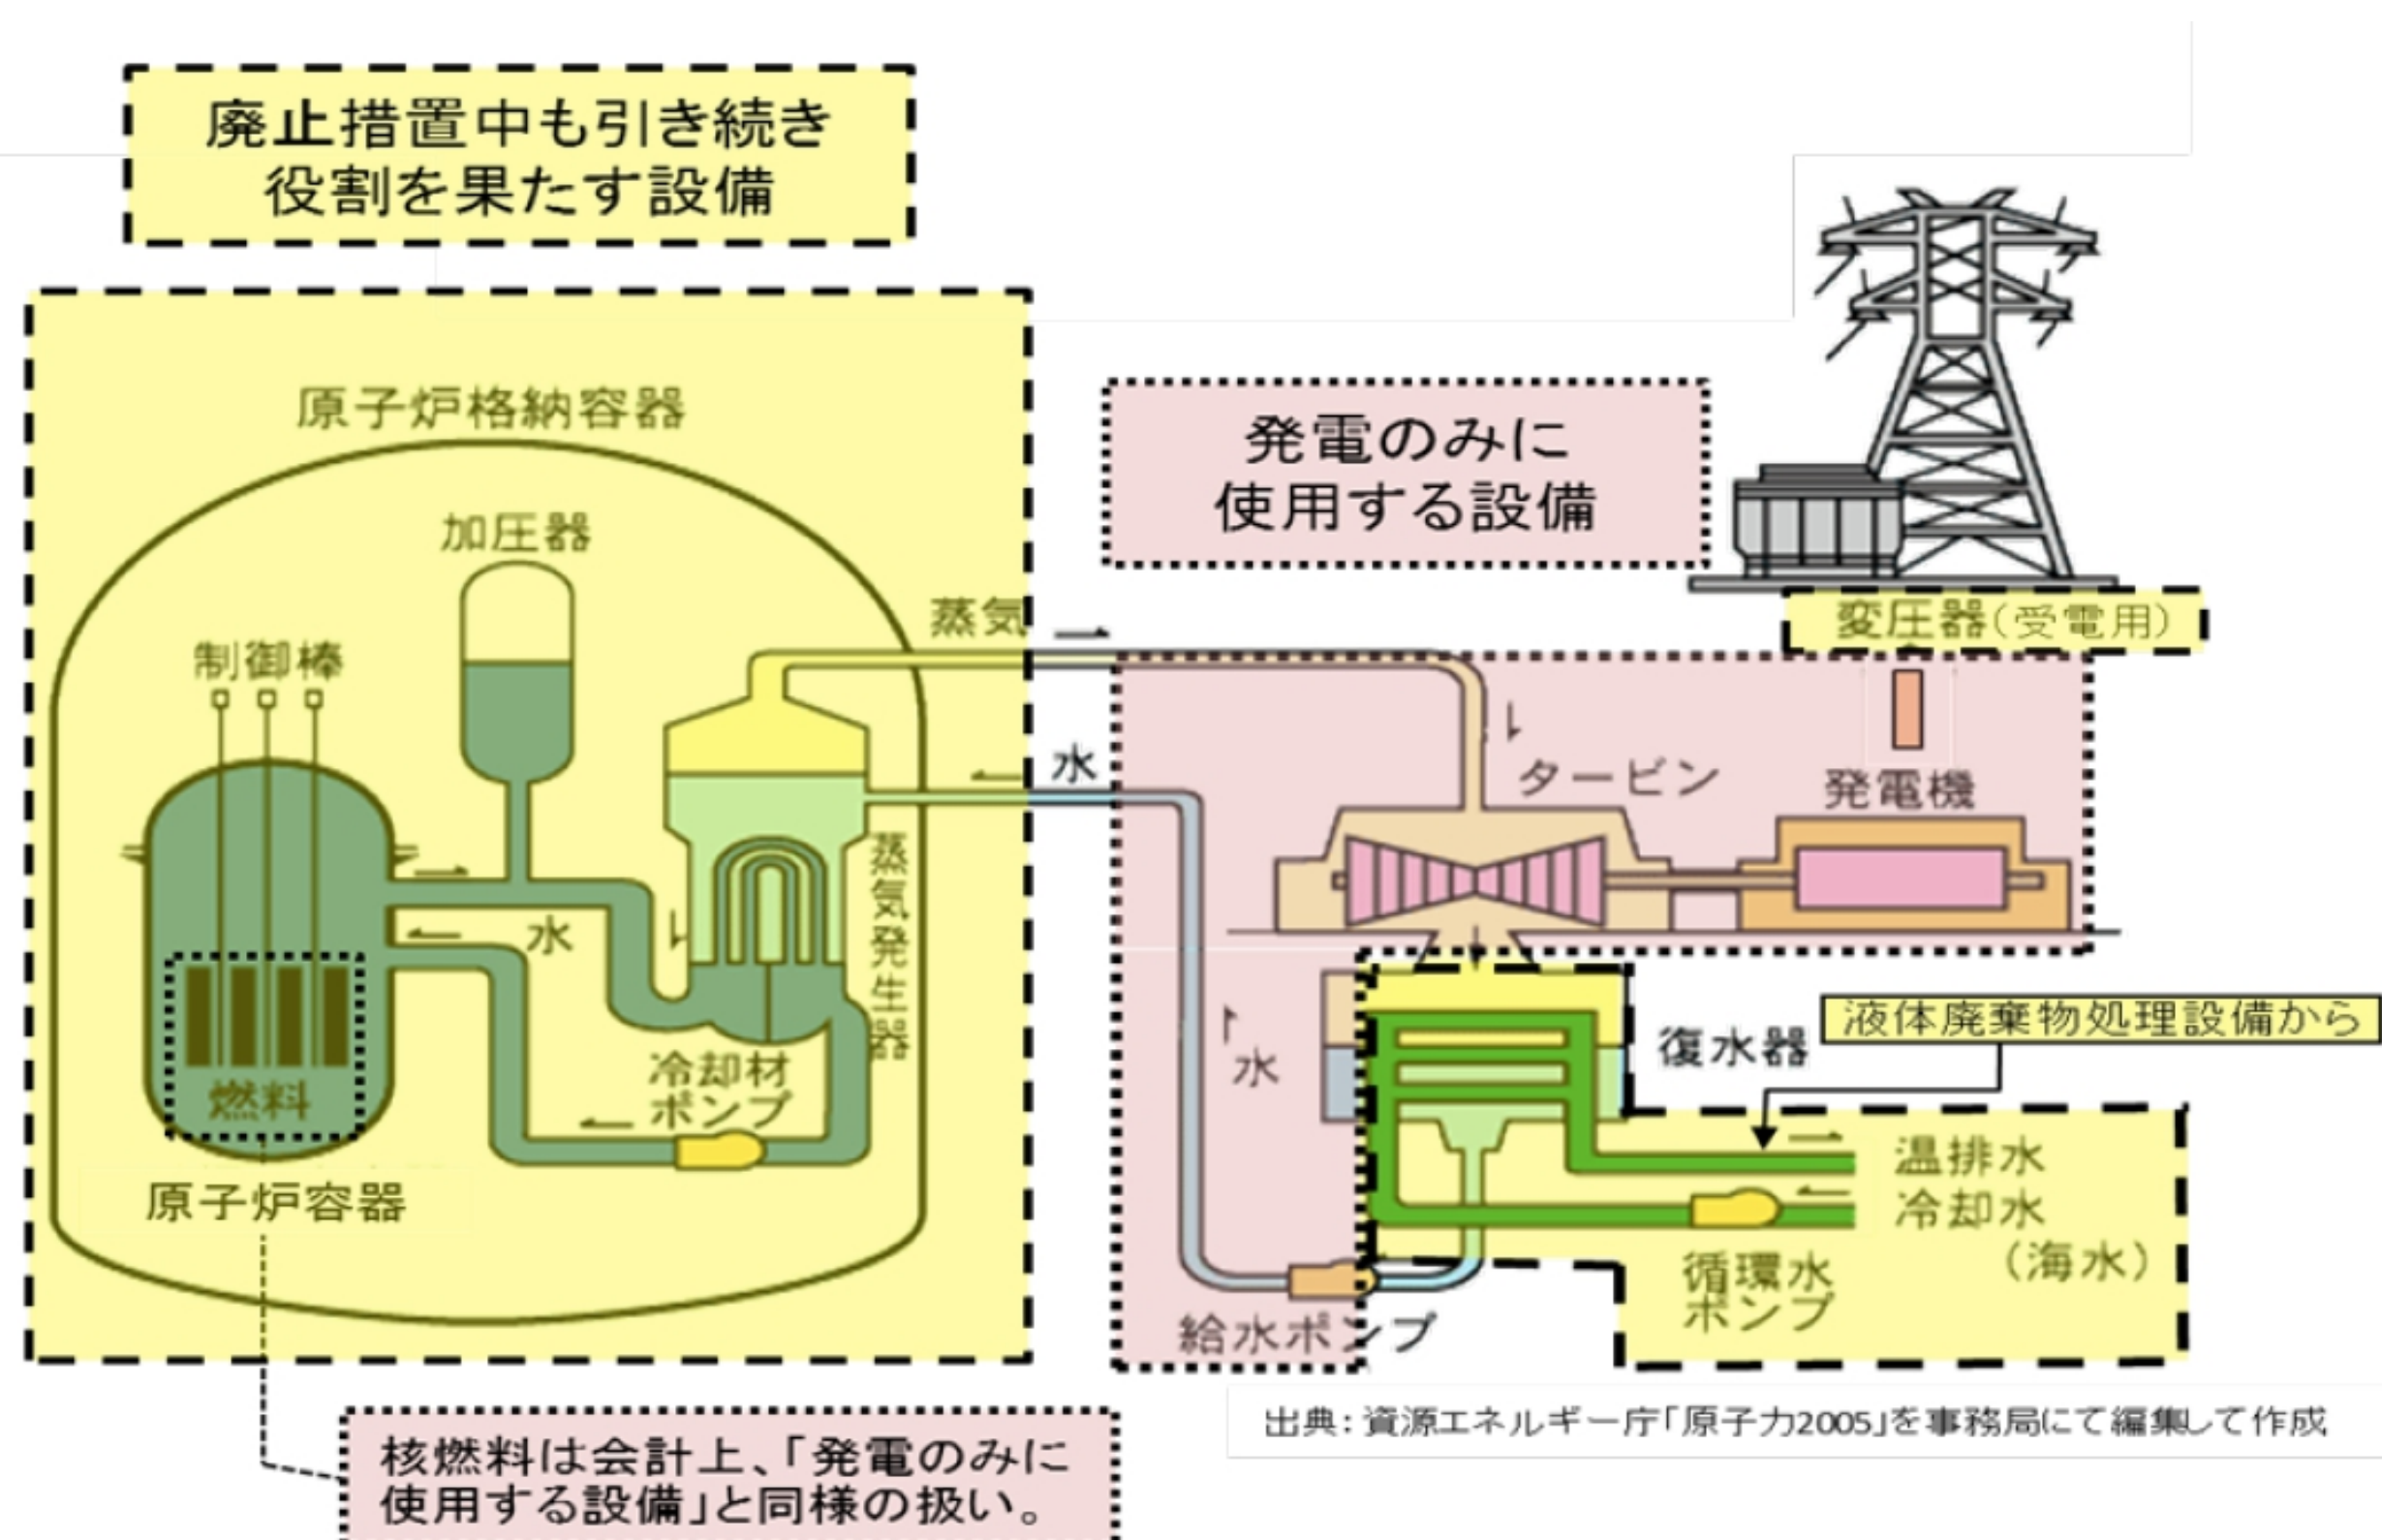 廃止措置中も引き続き
役割を果たす設備
原子炉格納容器
加圧器
制御棒
蒸気
水
蒸気発生器
水
冷却材
ポンプ
燃料
原子炉容器
発電のみに
使用する設備
変圧器(受電用)
タービン
発電機
水
復水器
液体廃棄物処理設備から
温排水
冷却水
(海水)
循環水
ポンプ
給水ポンプ
出典:資源エネルギー庁「原子力2005」を事務局にて編集して作成
核燃料は会計上、「発電のみに
使用する設備」と同様の扱い。